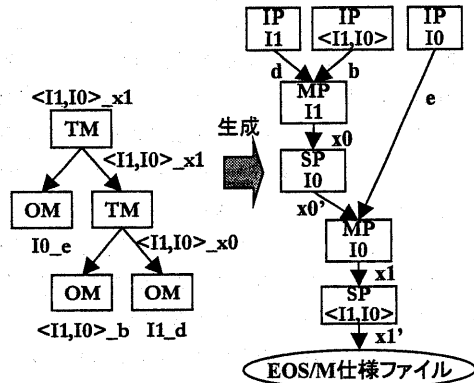 <I1,I0>_x1
TM
<I1,I0>_x1
OM
TM
I0_e
<I1,I0>_x0
OM
OM
<I1,I0>_b
I1_d
生成
IP
I1
IP
<I1,I0>
IP
I0
d
b
e
MP
I1
x0
SP
I0
x0'
MP
I0
x1
SP
<I1,I0>
x1'
EOS/M仕様ファイル